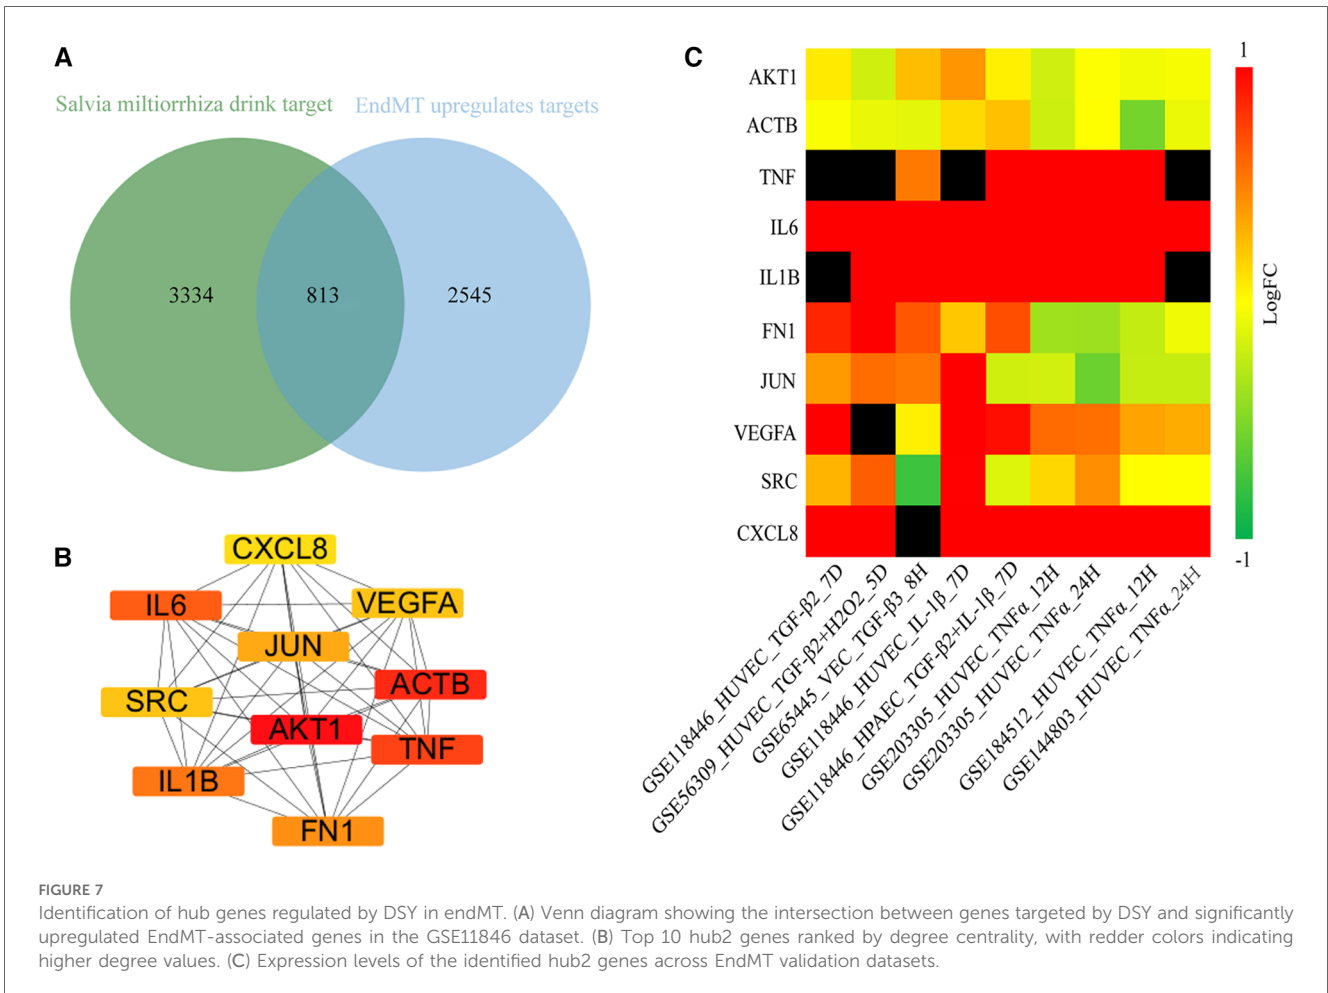 A
Salvia miltiorrhiza drink target
EndMT upregulates targets
3334
813
2545
B
CXCL8
IL6
VEGFA
JUN
ACTB
SRC
AKT1
TNF
IL1B
FN1
C
AKT1
ACTB
TNF
IL6
IL1B
FN1
JUN
VEGFA
SRC
CXCL8
GSE118446_HUVEC_TGF-β2_7D
GSE56309_HUVEC_TGF-β2+H2O2_5D
GSE65445_VEC_TGF-β3_8H
GSE118446_HUVEC_IL-1β_7D
GSE118446_HPAEC_TGF-β2+IL-1β_7D
GSE203305_HUVEC_TNFα_12H
GSE203305_HUVEC_TNFα_24H
GSE184512_HUVEC_TNFα_12H
GSE144803_HUVEC_TNFα_24H
1
LogFC
-1
FIGURE 7
Identification of hub genes regulated by DSY in endMT. (A) Venn diagram showing the intersection between genes targeted by DSY and significantly
upregulated EndMT-associated genes in the GSE11846 dataset. (B) Top 10 hub2 genes ranked by degree centrality, with redder colors indicating
higher degree values. (C) Expression levels of the identified hub2 genes across EndMT validation datasets.